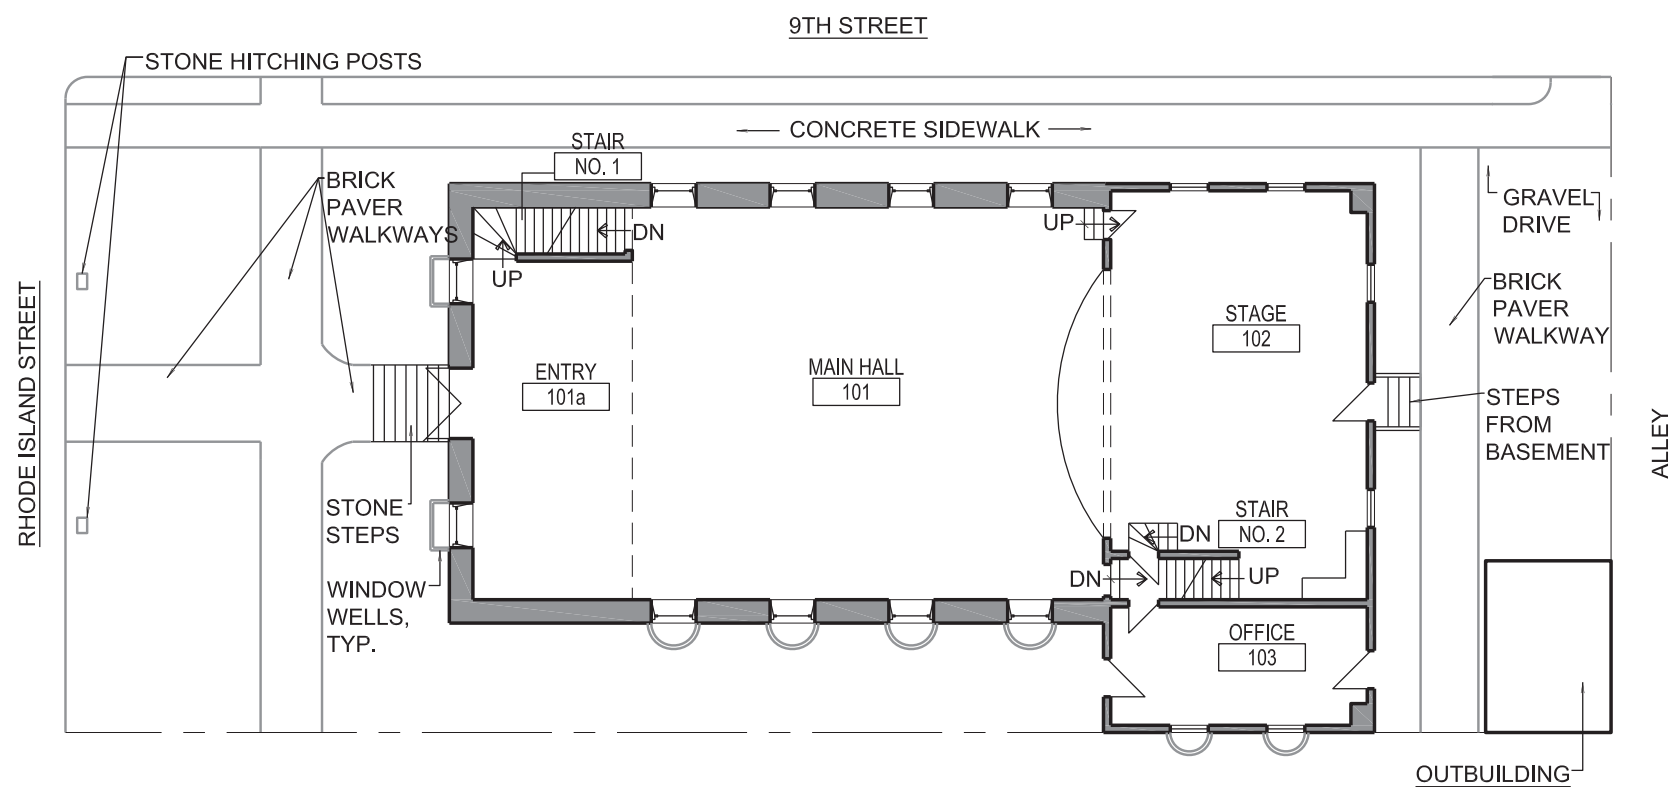 9TH STREET
STONE HITCHING POSTS
CONCRETE SIDEWALK
STAIR
NO. 1
BRICK
PAVER
WALKWAYS
GRAVEL
DRIVE
UP
DN
UP
BRICK
PAVER
WALKWAY
STAGE
102
RHODE ISLAND STREET
ENTRY
101a
MAIN HALL
101
STEPS
FROM
BASEMENT
ALLEY
STONE
STEPS
STAIR
NO. 2
DN
DN
UP
WINDOW
WELLS,
TYP.
OFFICE
103
OUTBUILDING